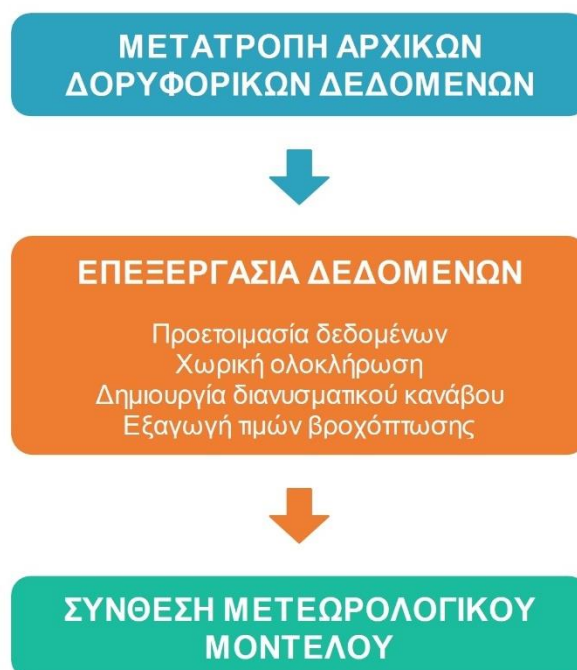 ΜΕΤΑΤΡΟΠΗ ΑΡΧΙΚΩΝ
ΔΟΡΥΦΟΡΙΚΩΝ ΔΕΔΟΜΕΝΩΝ
ΕΠΕΞΕΡΓΑΣΙΑ ΔΕΔΟΜΕΝΩΝ
Προετοιμασία δεδομένων
Χωρική ολοκλήρωση
Δημιουργία διανυσματικού κανάβου
Εξαγωγή τιμών βροχόπτωσης
ΣΥΝΘΕΣΗ ΜΕΤΕΩΡΟΛΟΓΙΚΟΥ
ΜΟΝΤΕΛΟΥ